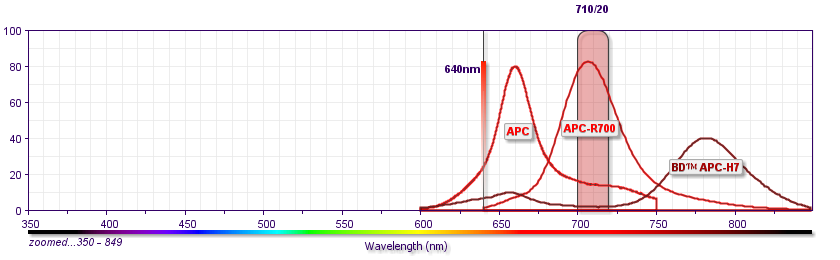 710/20
100
640nm
80
60
APC
APC-R700
40
BD™ APC-H7
20
0
350 400 450 500 550 600 650 700 750 800
zoomed...350 - 849
Wavelength (nm)